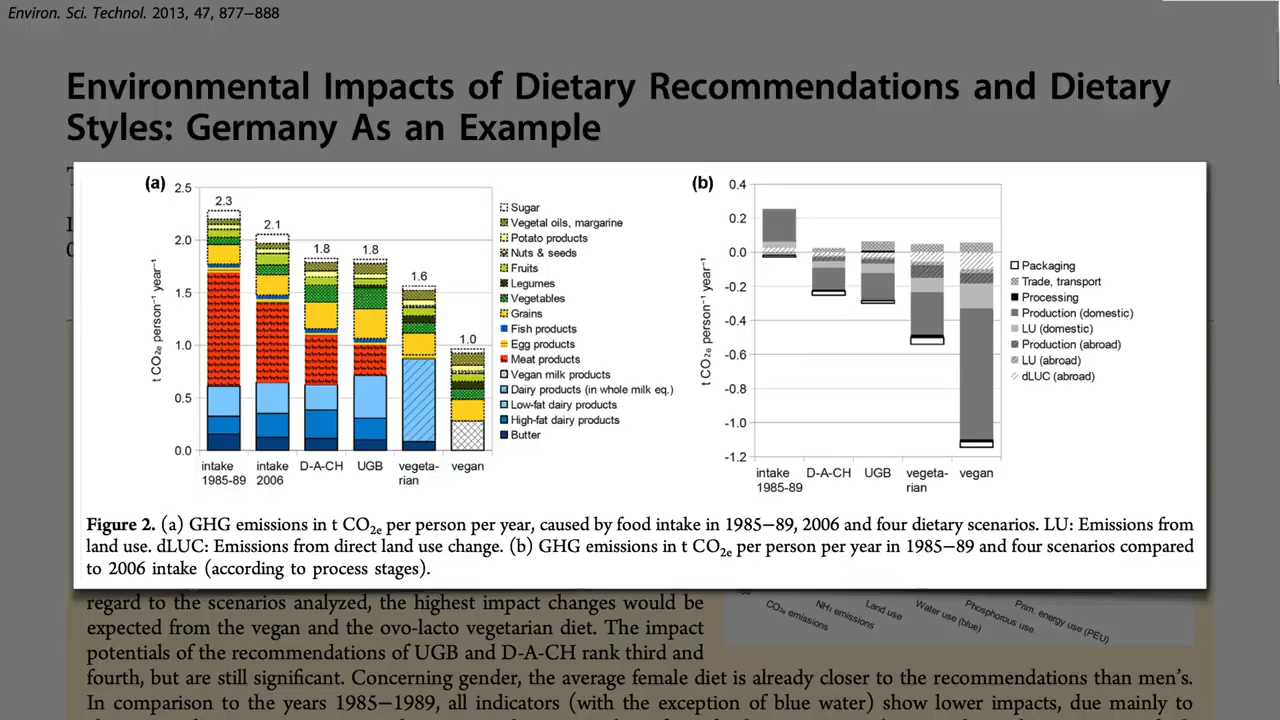 Environ. Sci. Technol. 2013, 47, 877−888
Environmental Impacts of Dietary Recommendations and Dietary
Styles: Germany As an Example
(a)
2.5
2.0
1.5
1.0
0.5
0.0
t CO₂ₑ person⁻¹ year⁻¹
2.3
2.1
1.8
1.8
1.6
1.0
intake
1985-89
intake
2006
D-A-CH
UGB
vegeta-
rian
vegan
Sugar
Vegetal oils, margarine
Potato products
Nuts & seeds
Fruits
Legumes
Vegetables
Grains
Fish products
Egg products
Meat products
Vegan milk products
Dairy products (in whole milk eq.)
Low-fat dairy products
High-fat dairy products
Butter
(b)
0.4
0.2
0.0
-0.2
-0.4
-0.6
-0.8
-1.0
-1.2
t CO₂ₑ person⁻¹ year⁻¹
intake
1985-89
D-A-CH
UGB
vegeta-
rian
vegan
Packaging
Trade, transport
Processing
Production (domestic)
LU (domestic)
Production (abroad)
LU (abroad)
dLUC (abroad)
Figure 2. (a) GHG emissions in t CO₂ₑ per person per year, caused by food intake in 1985−89, 2006 and four dietary scenarios. LU: Emissions from
land use. dLUC: Emissions from direct land use change. (b) GHG emissions in t CO₂ₑ per person per year in 1985−89 and four scenarios compared
to 2006 intake (according to process stages).
regard to the scenarios analyzed, the highest impact changes would be
expected from the vegan and the ovo-lacto vegetarian diet. The impact
potentials of the recommendations of UGB and D-A-CH rank third and
fourth, but are still significant. Concerning gender, the average female diet is already closer to the recommendations than men's.
In comparison to the years 1985−1989, all indicators (with the exception of blue water) show lower impacts, due mainly to
CO₂ₑ emissions
NH₃ emissions
Land use
Water use (blue)
Phosphorous use
Prim. energy use (PEU)